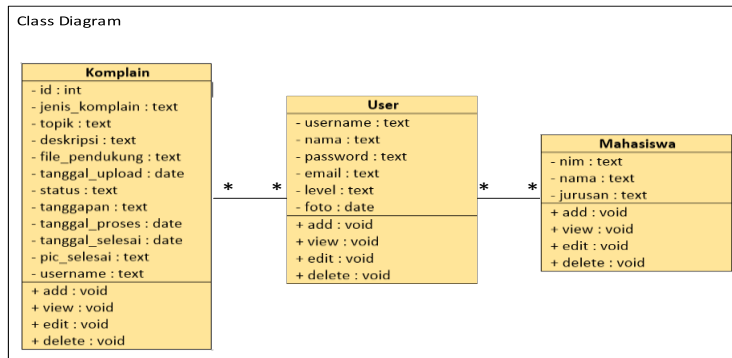 Class Diagram
Komplain
- id : int
- jenis_komplain : text
- topik : text
- deskripsi : text
- file_pendukung : text
- tanggal_upload : date
- status : text
- tanggapan : text
- tanggal_proses : date
- tanggal_selesai : date
- pic_selesai : text
- username : text
+ add : void
+ view : void
+ edit : void
+ delete : void
* *
User
- username : text
- nama : text
- password : text
- email : text
- level : text
- foto : date
+ add : void
+ view : void
+ edit : void
+ delete : void
* *
Mahasiswa
- nim : text
- nama : text
- jurusan : text
+ add : void
+ view : void
+ edit : void
+ delete : void